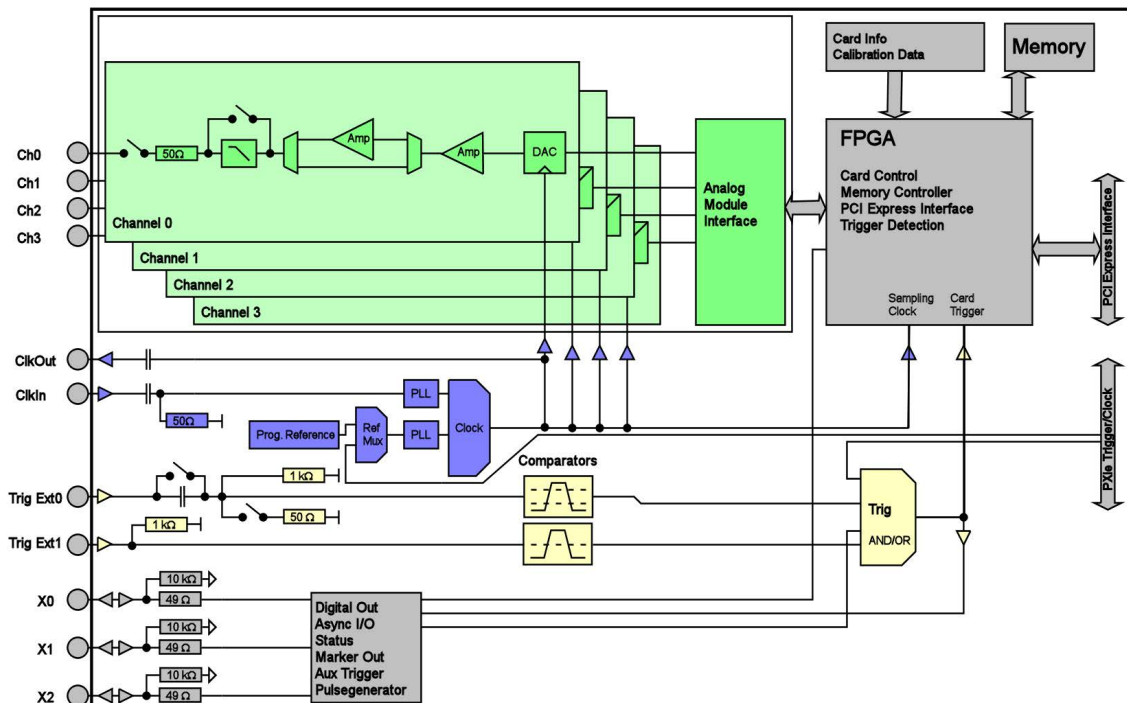 Card Info
Calibration Data
Memory
FPGA
Card Control
Memory Controller
PCI Express Interface
Trigger Detection
Sampling
Clock
Card
Trigger
PCI Express Interface
PXIe Trigger/Clock
Ch0
Ch1
Ch2
Ch3
50Ω
Amp
Amp
DAC
Channel 0
Channel 1
Channel 2
Channel 3
Analog
Module
Interface
ClkOut
ClkIn
50Ω
PLL
Prog. Reference
Ref
Mux
PLL
Clock
Comparators
Trig Ext0
1 kΩ
50 Ω
Trig Ext1
1 kΩ
Trig
AND/OR
X0
10 kΩ
49 Ω
X1
10 kΩ
49 Ω
X2
10 kΩ
49 Ω
Digital Out
Async I/O
Status
Marker Out
Aux Trigger
Pulsegenerator